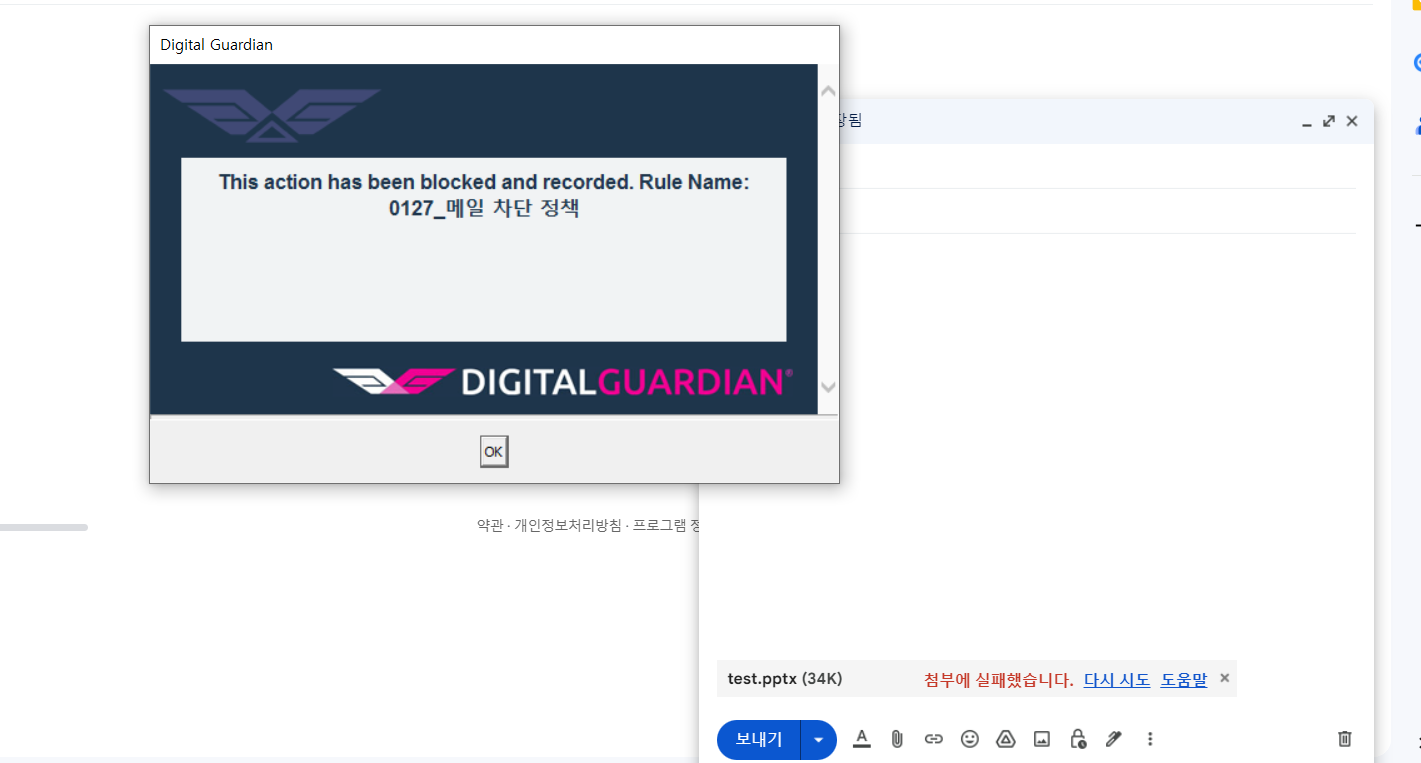 Digital Guardian
This action has been blocked and recorded. Rule Name:
0127_메일 차단 정책
DIGITALGUARDIAN®
OK
장됨
약관 · 개인정보처리방침 · 프로그램
test.pptx (34K) 첨부에 실패했습니다. 다시 시도 도움말
보내기